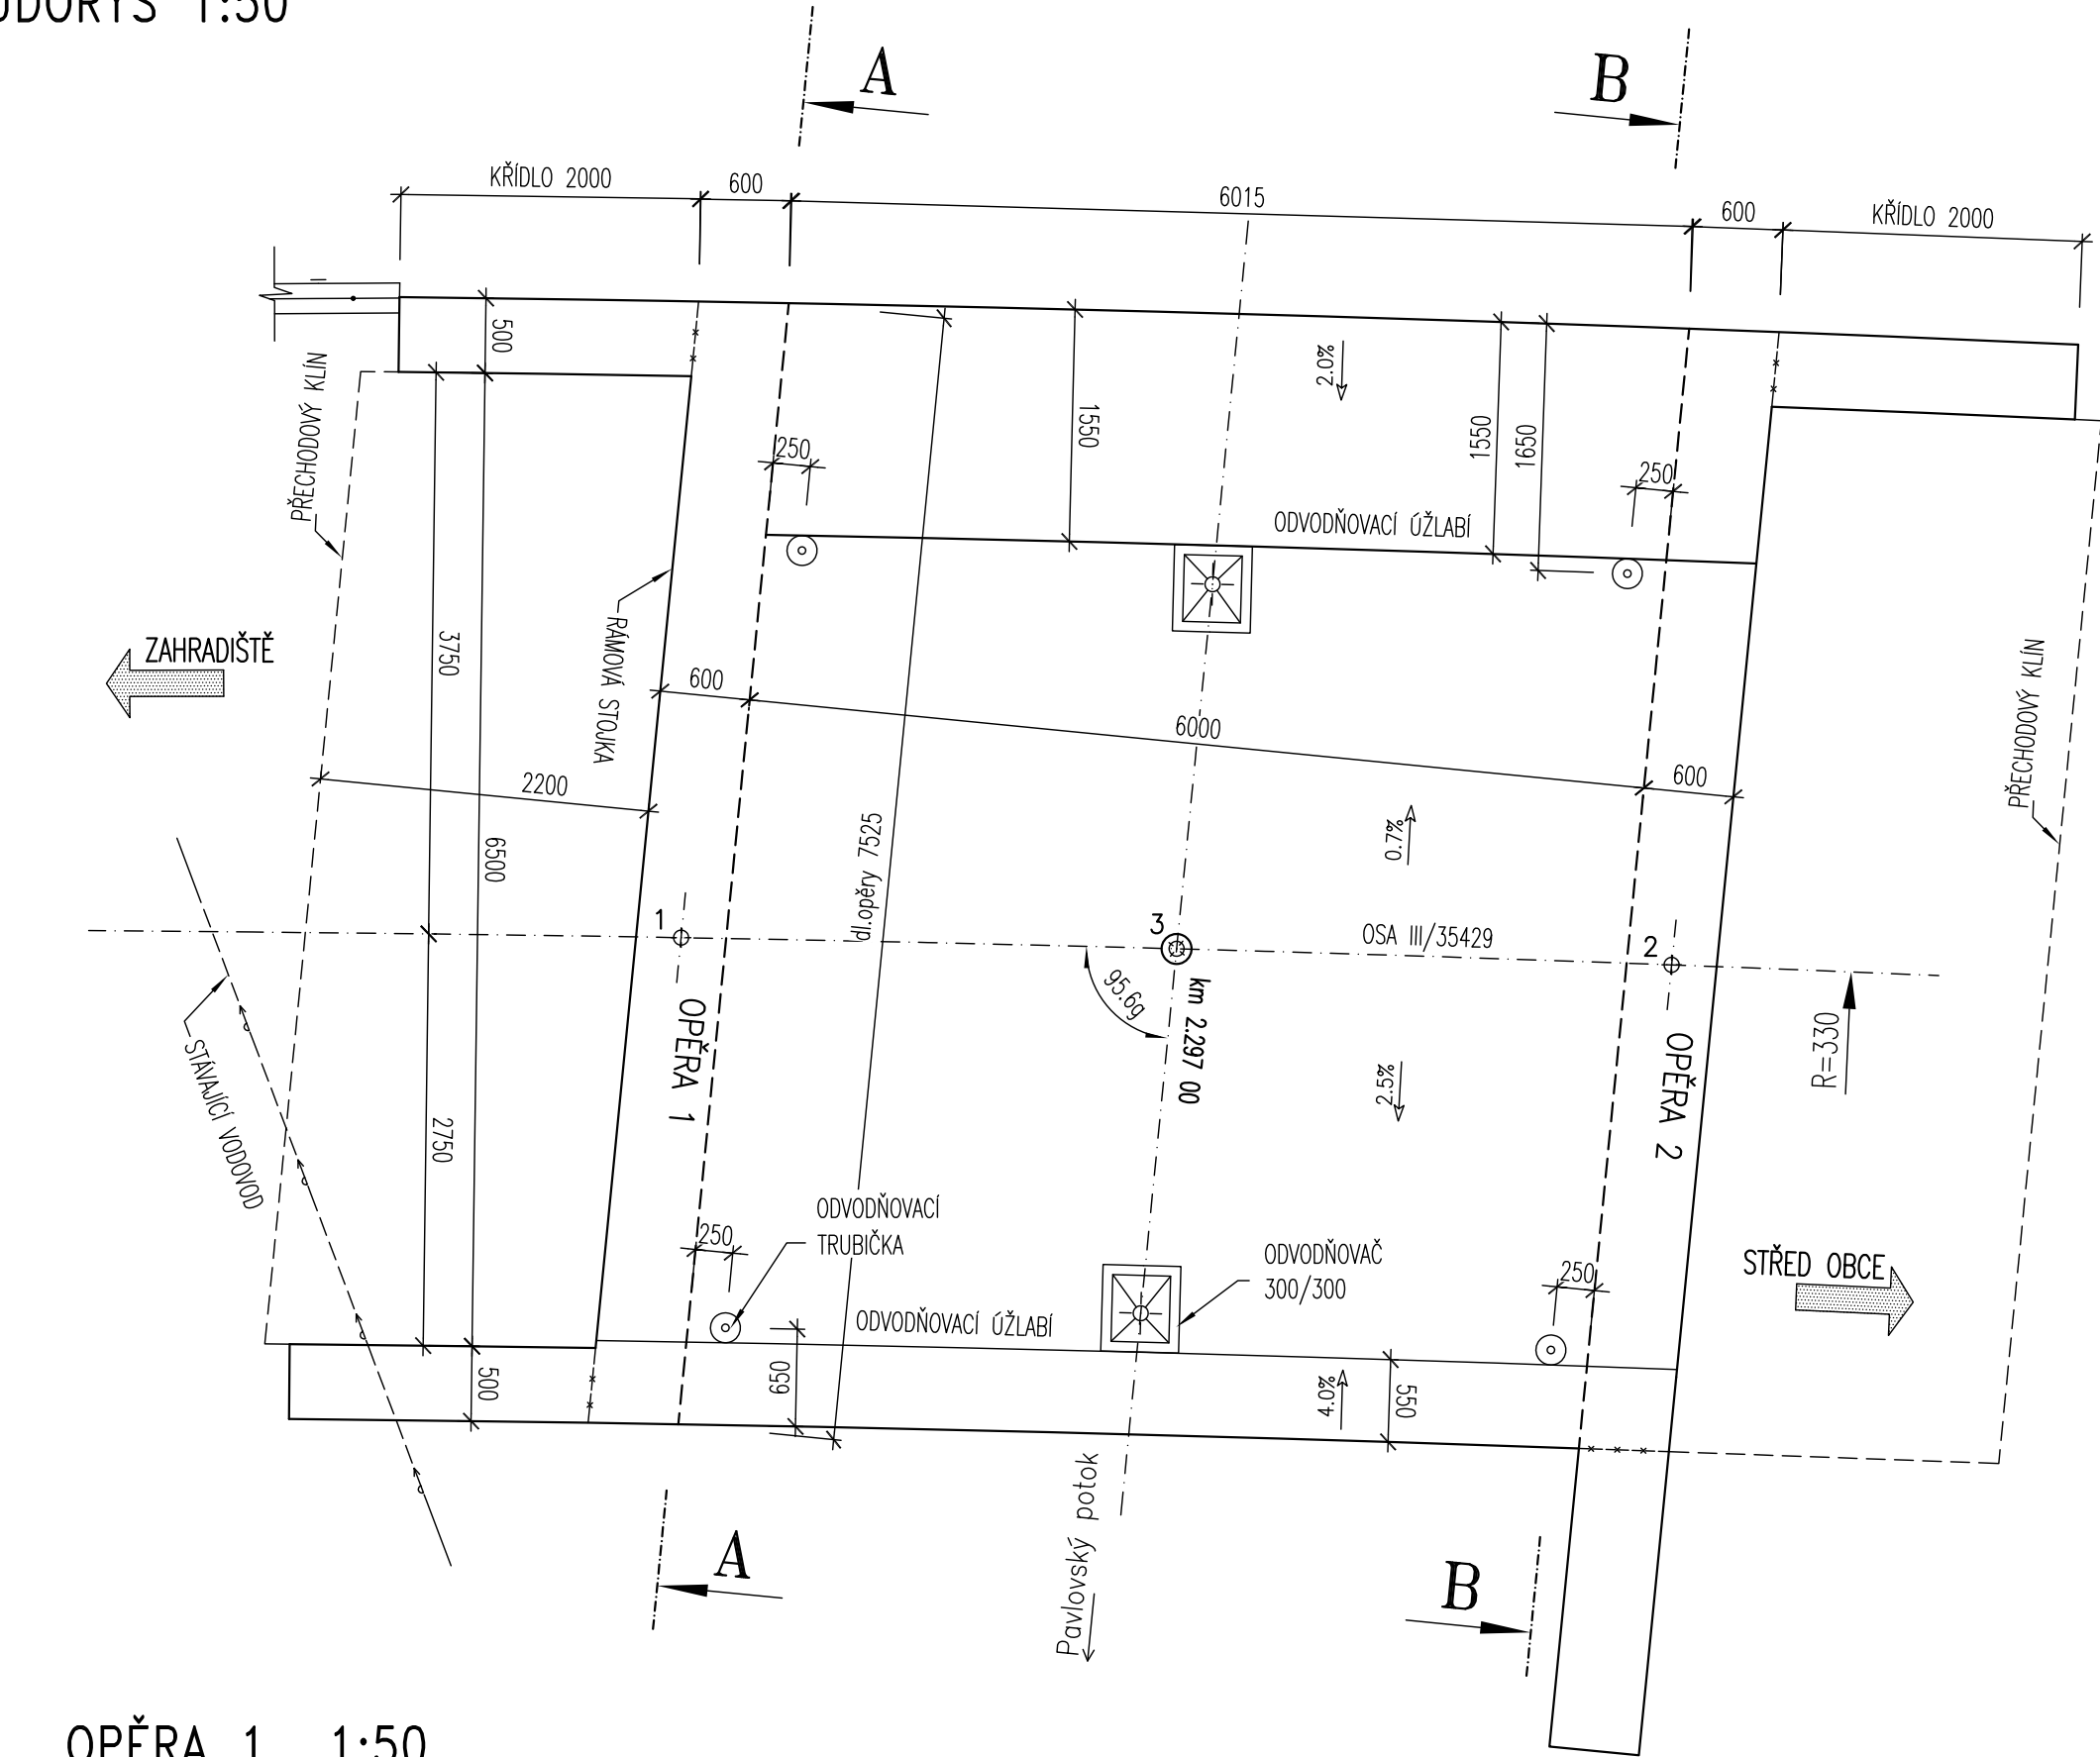 1:50
A
B
KŘÍDLO 2000
600
6015
600
KŘÍDLO 2000
500
PŘECHODOVÝ KLÍN
1550
2.0%
1550
1650
250
250
ODVODŇOVACÍ ÚŽLABÍ
ZAHRADIŠTĚ
3750
RÁMOVÁ STOJKA
600
6000
600
PŘECHODOVÝ KLÍN
2200
6500
dl.opěry 7525
0.7%
1
3
OSA III/35429
2
95.6g
km 2.297 00
OPĚRA 1
OPĚRA 2
R=330
STÁVAJÍCÍ VODOVOD
2750
2.5%
ODVODŇOVACÍ
TRUBIČKA
250
ODVODŇOVAČ
300/300
250
STŘED OBCE
ODVODŇOVACÍ ÚŽLABÍ
500
659
4.0%
550
Pavlovský potok
A
B
OPĚRA 1 1:50